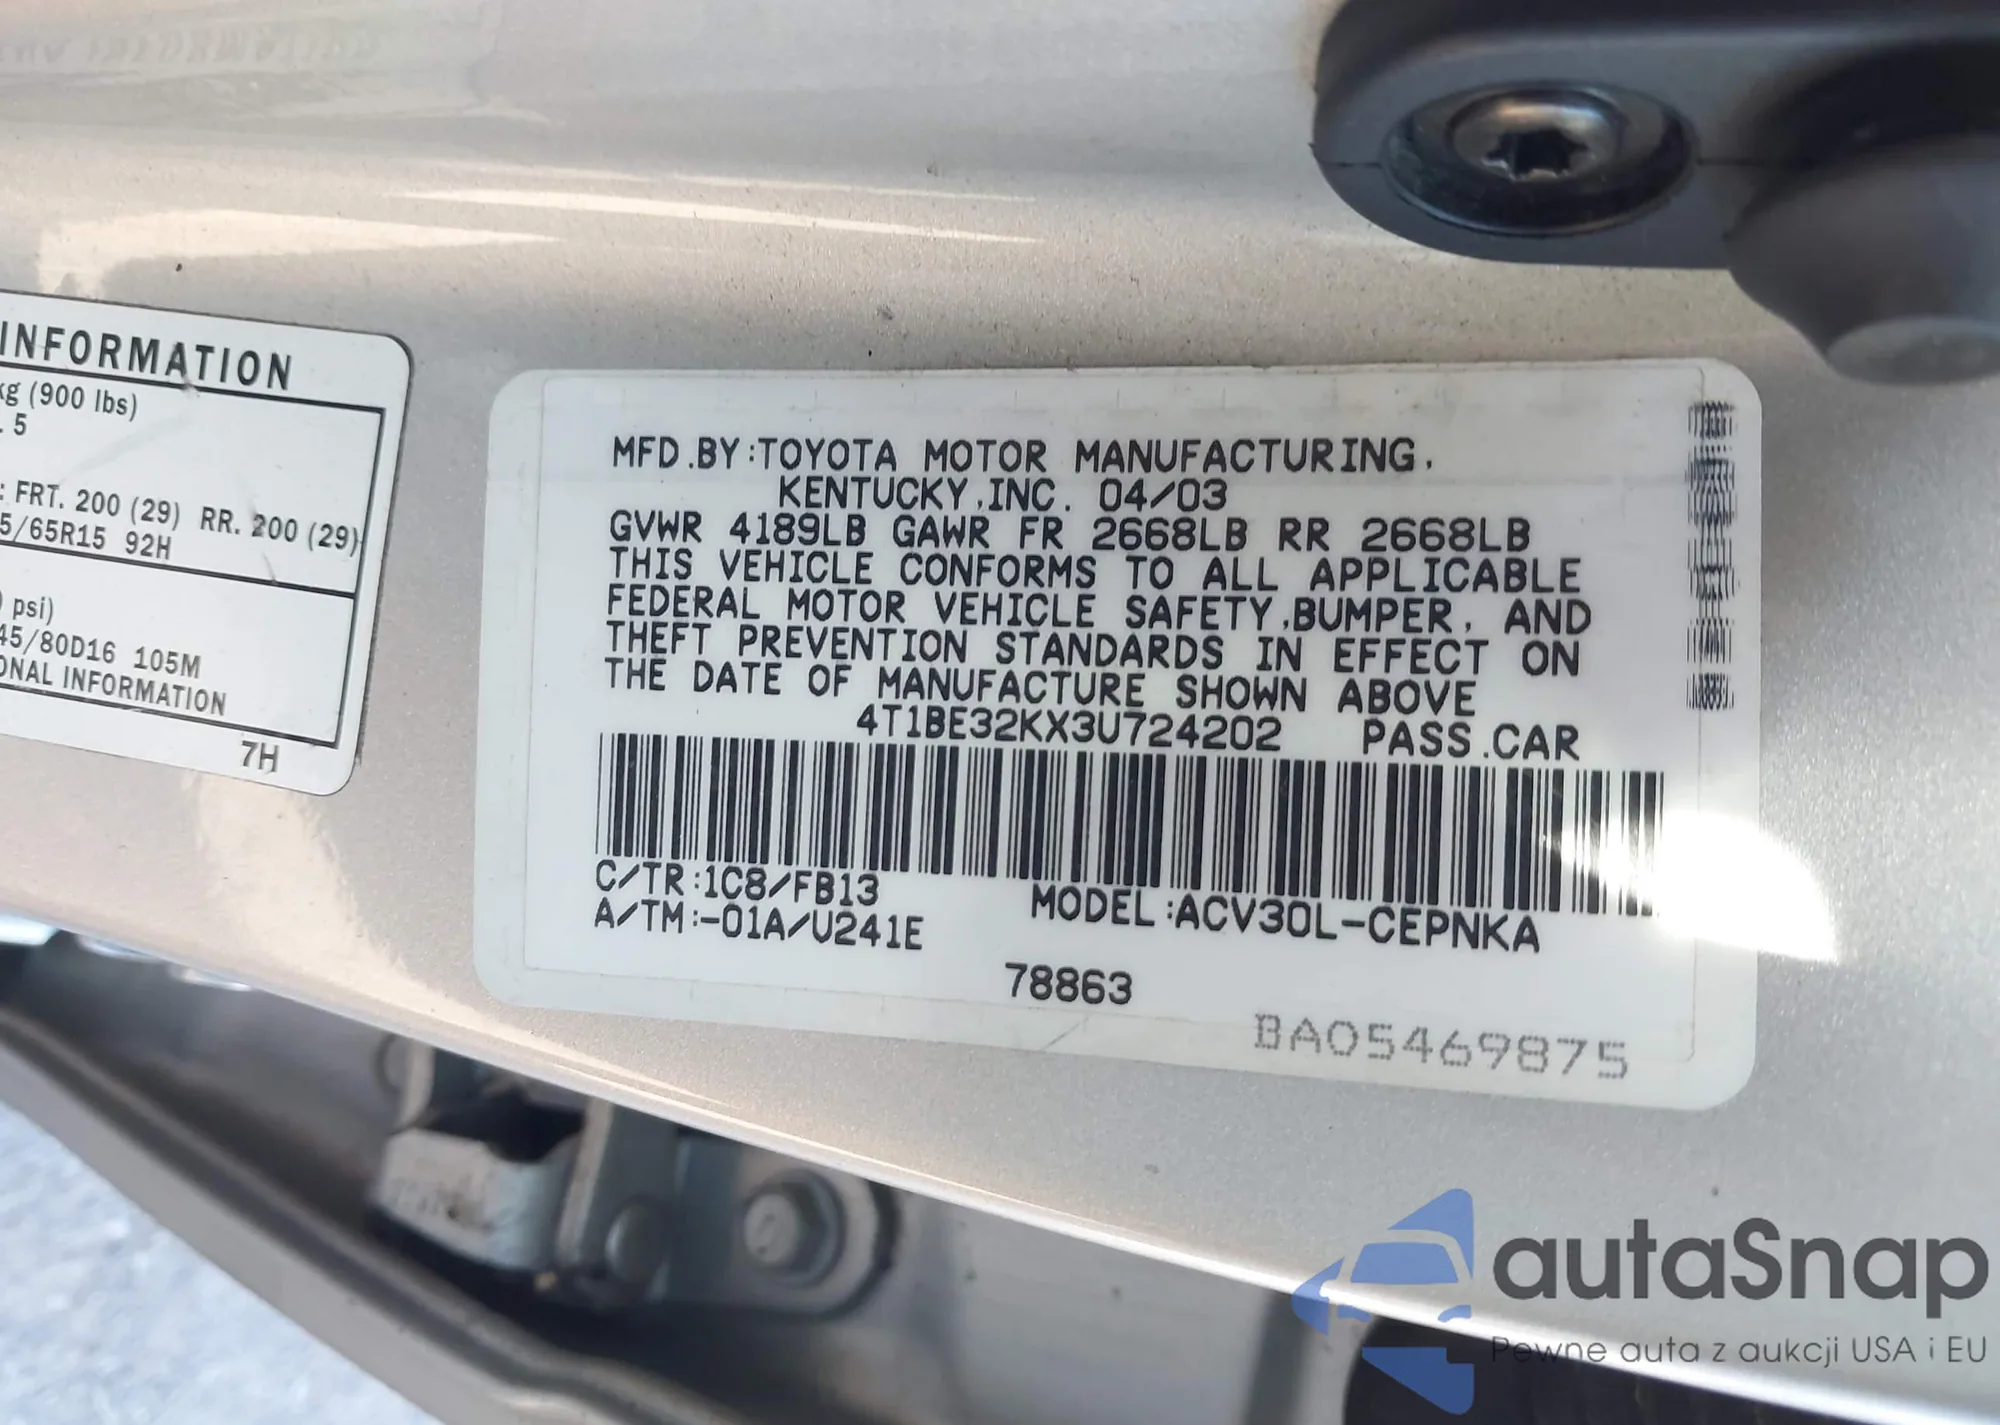 INFORMATION
kg (900 lbs)
. 5
: FRT. 200 (29) RR. 200 (29)
5/65R15 92H
) psi)
45/80D16 105M
ONAL INFORMATION
7H
MFD.BY:TOYOTA MOTOR MANUFACTURING,
KENTUCKY,INC. 04/03
GVWR 4189LB GAWR FR 2668LB RR 2668LB
THIS VEHICLE CONFORMS TO ALL APPLICABLE
FEDERAL MOTOR VEHICLE SAFETY,BUMPER, AND
THEFT PREVENTION STANDARDS IN EFFECT ON
THE DATE OF MANUFACTURE SHOWN ABOVE
4T1BE32KX3U724202 PASS.CAR
C/TR:1C8/FB13
A/TM:-01A/U241E
MODEL:ACV30L-CEPNKA
78863
BA05469875
autaSnap
Pewne auta z aukcji USA i EU